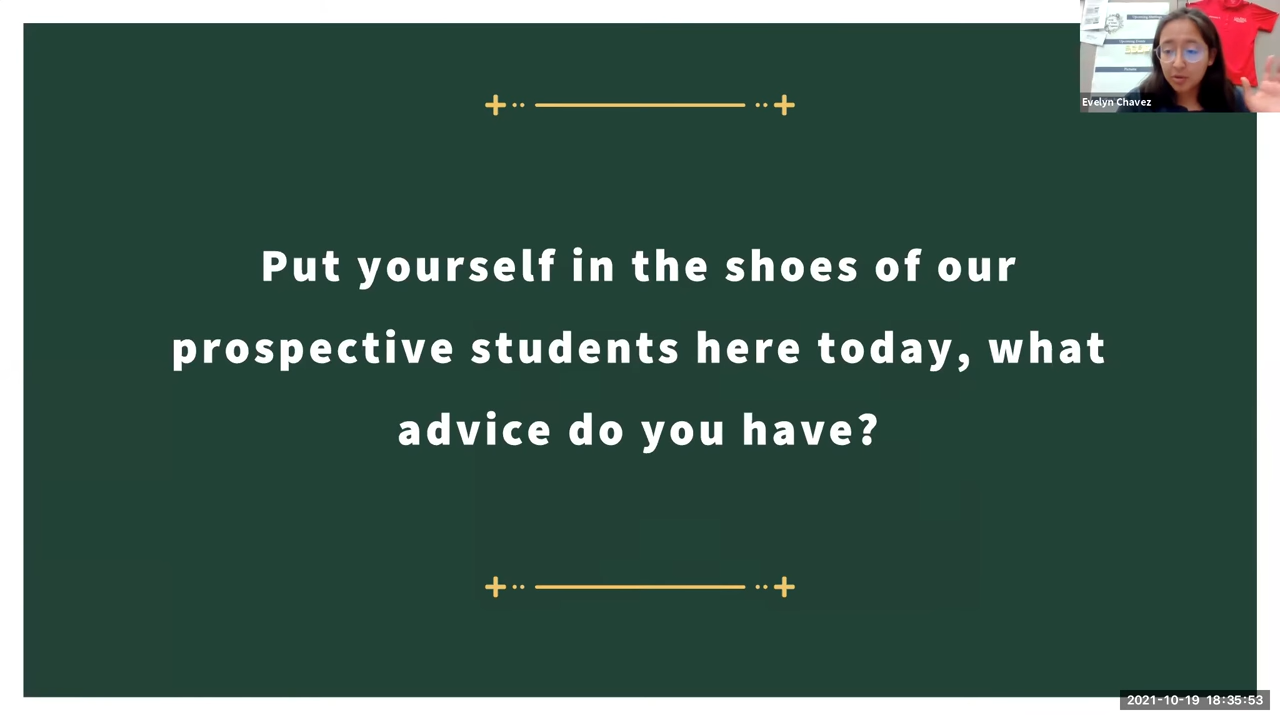 Evelyn Chavez
Put yourself in the shoes of our
prospective students here today, what
advice do you have?
2021-10-19 18:35:53